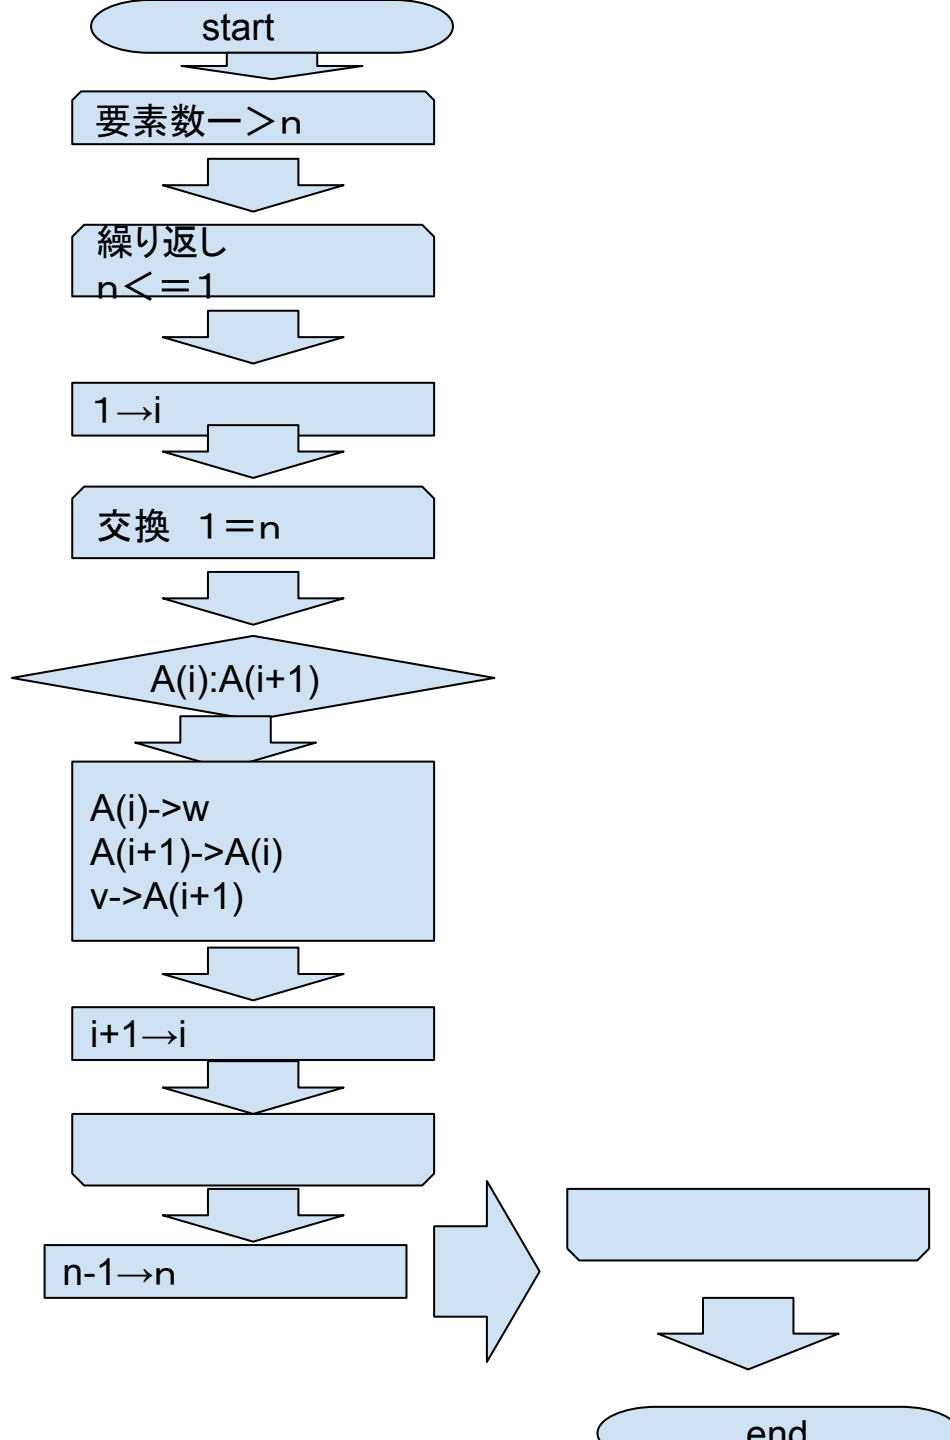 start
要素数ー＞n
繰り返し
n＜＝１
１→i
交換　１＝n
A(i):A(i+1)
A(i)->w
A(i+1)->A(i)
v->A(i+1)
i+1→i
n-1→n
end